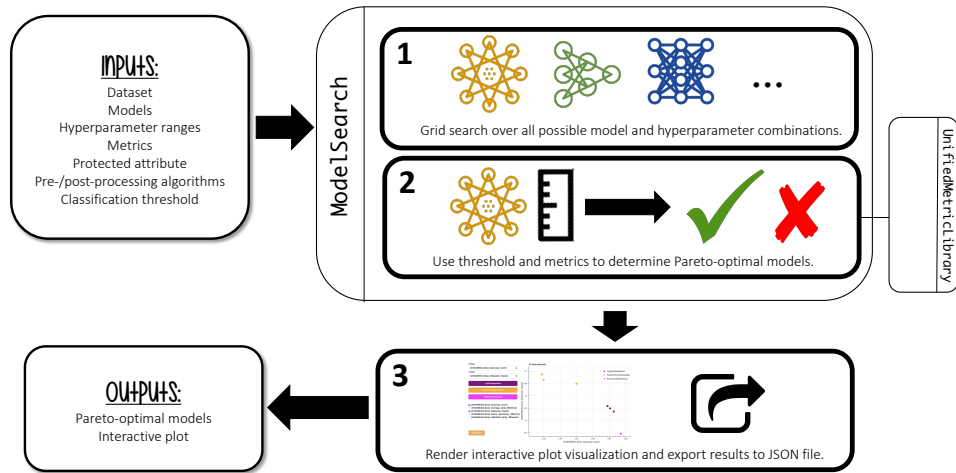 INPUTS:
Dataset
Models
Hyperparameter ranges
Metrics
Protected attribute
Pre-/post-processing algorithms
Classification threshold
ModelSearch
1
...
Grid search over all possible model and hyperparameter combinations.
2
Use threshold and metrics to determine Pareto-optimal models.
UnifiedMetricLibrary
3
Render interactive plot visualization and export results to JSON file.
OUTPUTS:
Pareto-optimal models
Interactive plot